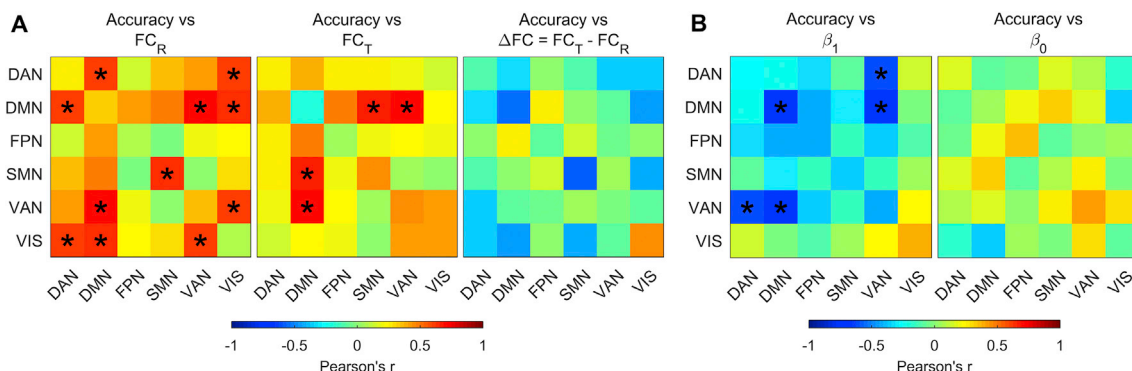 A
Accuracy vs
FC_R
Accuracy vs
FC_T
Accuracy vs
ΔFC = FC_T - FC_R
B
Accuracy vs
β_1
Accuracy vs
β_0
DAN
DMN
FPN
SMN
VAN
VIS
* *
* * *
*
* *
* * *
* *
*
*
DAN DMN FPN SMN VAN VIS
DAN DMN FPN SMN VAN VIS
DAN DMN FPN SMN VAN VIS
-1 -0.5 0 0.5 1
Pearson's r
DAN
DMN
FPN
SMN
VAN
VIS
*
* *
* *
DAN DMN FPN SMN VAN VIS
DAN DMN FPN SMN VAN VIS
-1 -0.5 0 0.5 1
Pearson's r